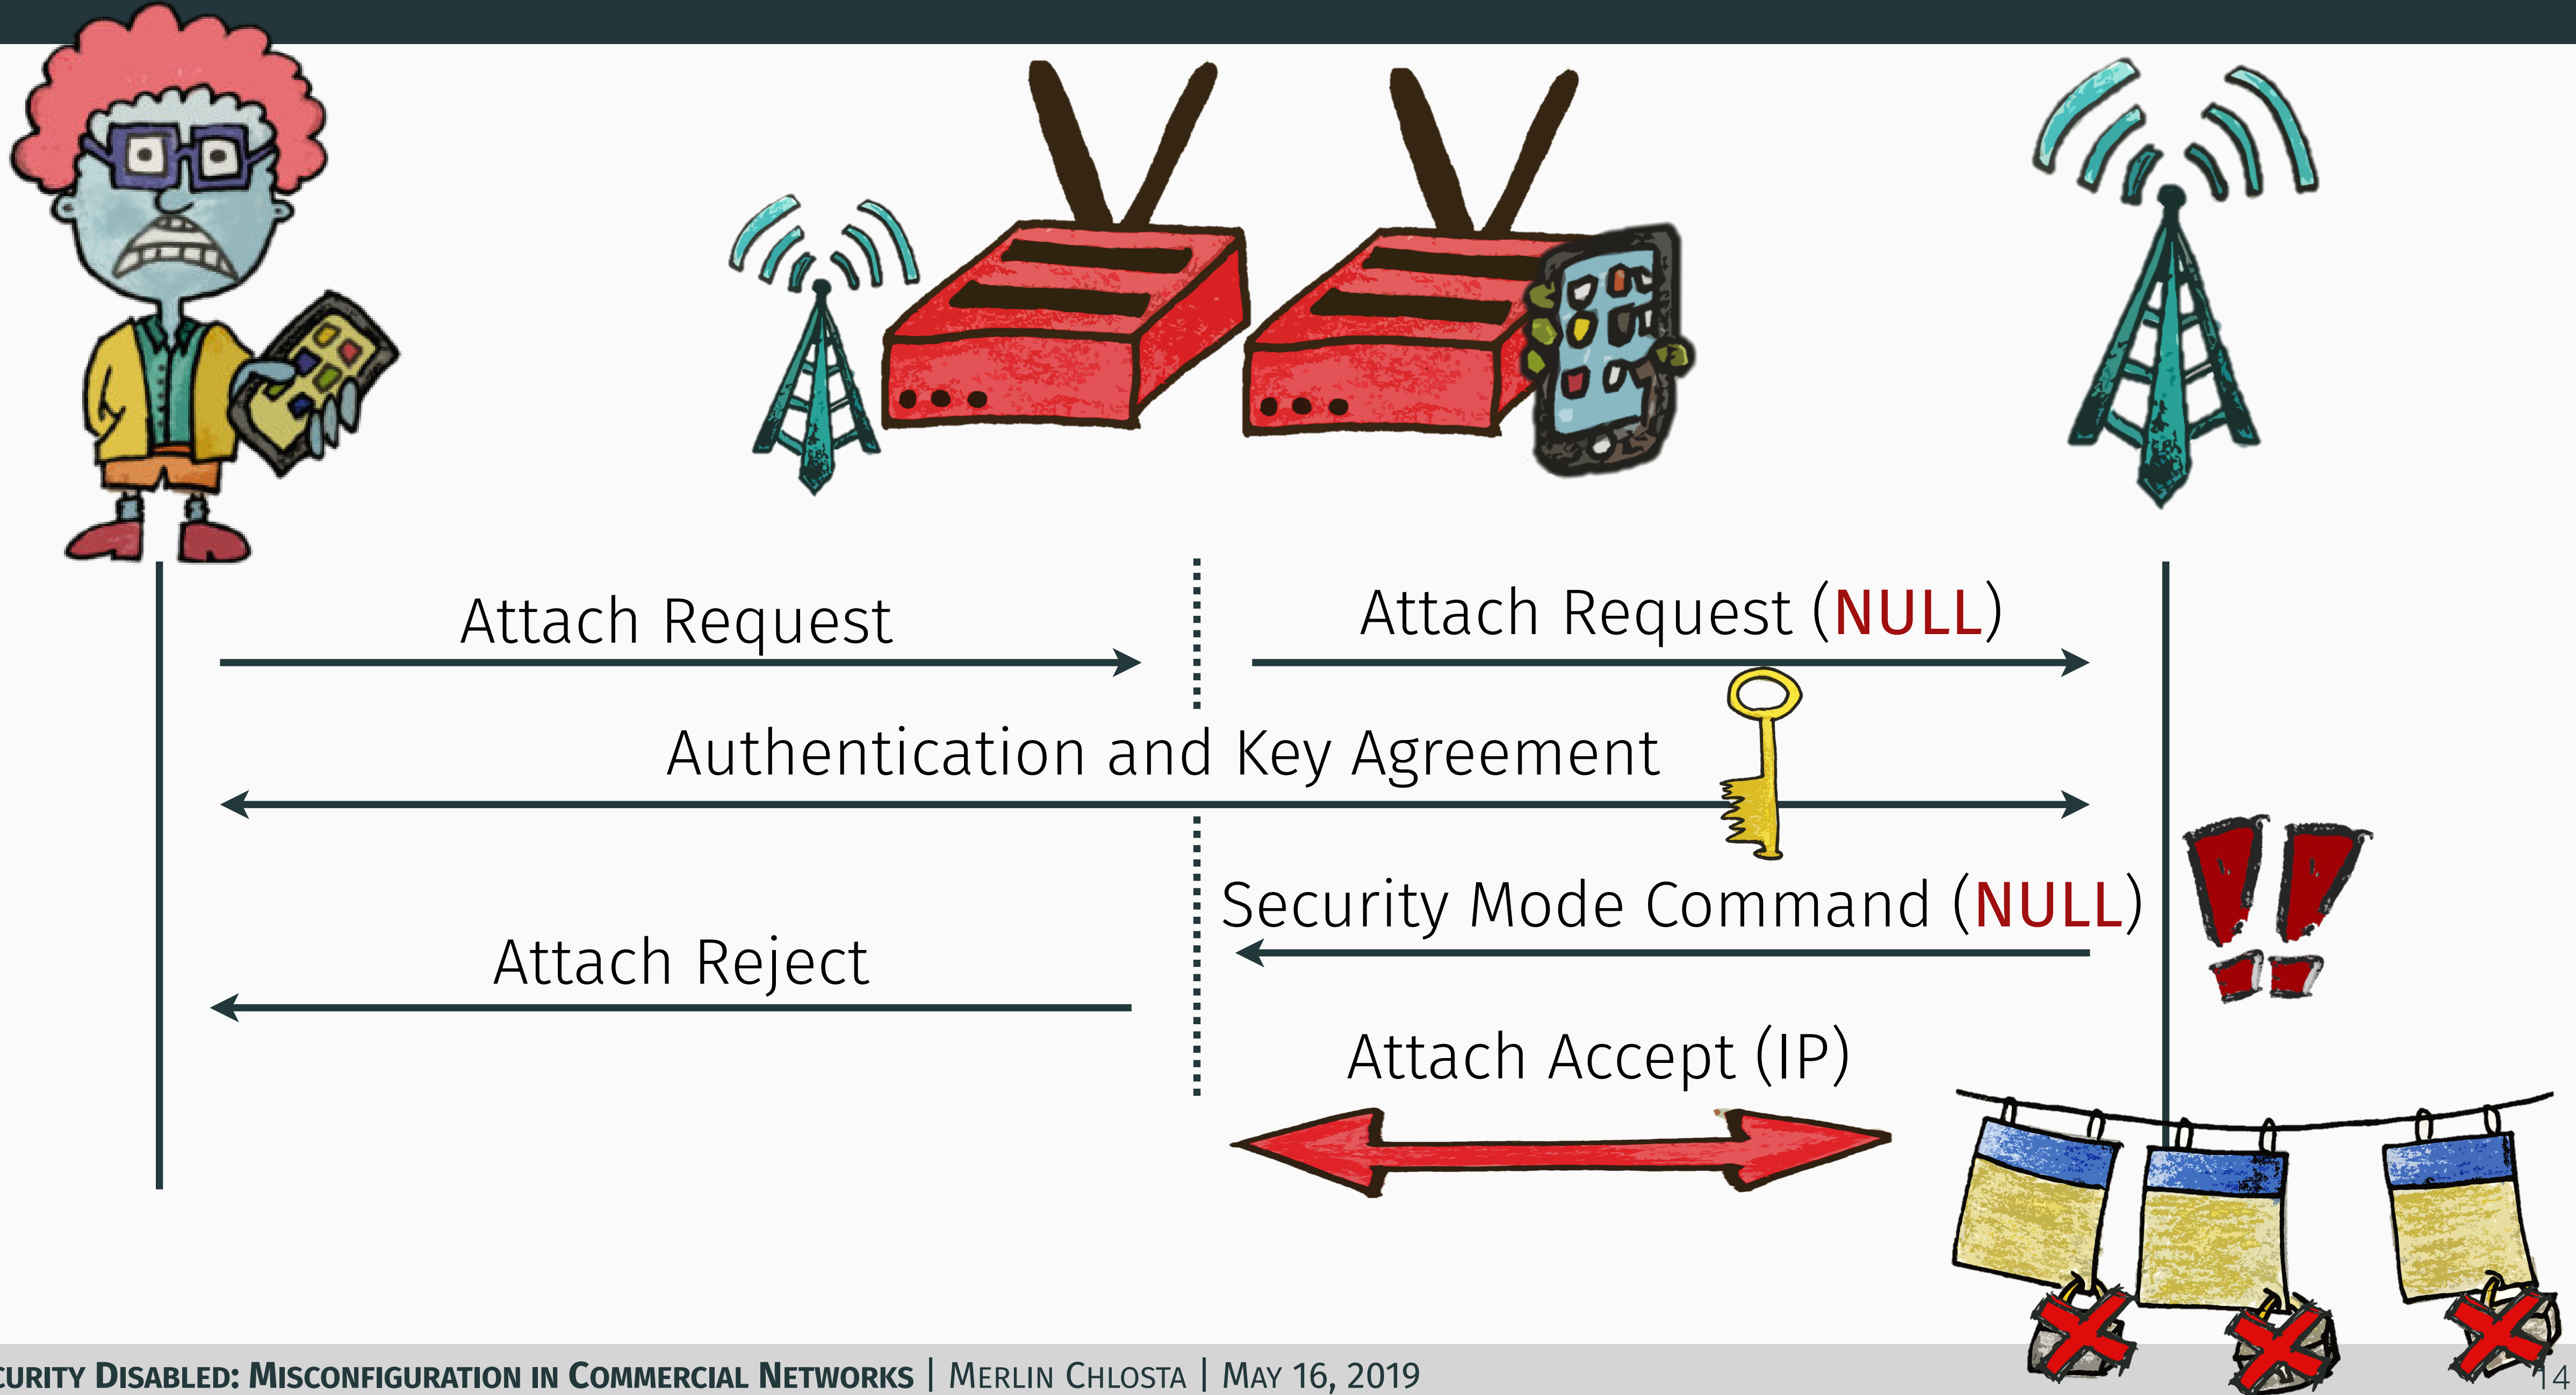 Attach Request
Attach Request (NULL)
Authentication and Key Agreement
Security Mode Command (NULL)
Attach Reject
Attach Accept (IP)
DISABLED: MISCONFIGURATION IN COMMERCIAL NETWORKS | MERLIN CHLOSTA | MAY 16, 2019
14